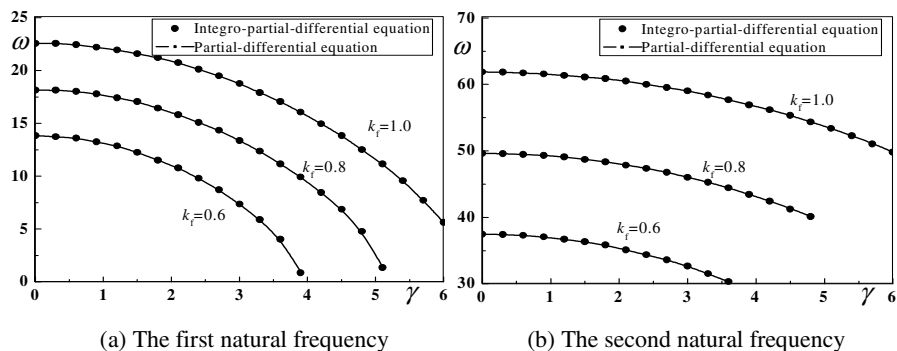 25
20
15
10
5
0
ω
Integro-partial-differential equation
Partial-differential equation
k_f=1.0
k_f=0.8
k_f=0.6
0 1 2 3 4 5 γ 6
(a) The first natural frequency
70
60
50
40
30
ω
Integro-partial-differential equation
Partial-differential equation
k_f=1.0
k_f=0.8
k_f=0.6
0 1 2 3 4 5 γ 6
(b) The second natural frequency